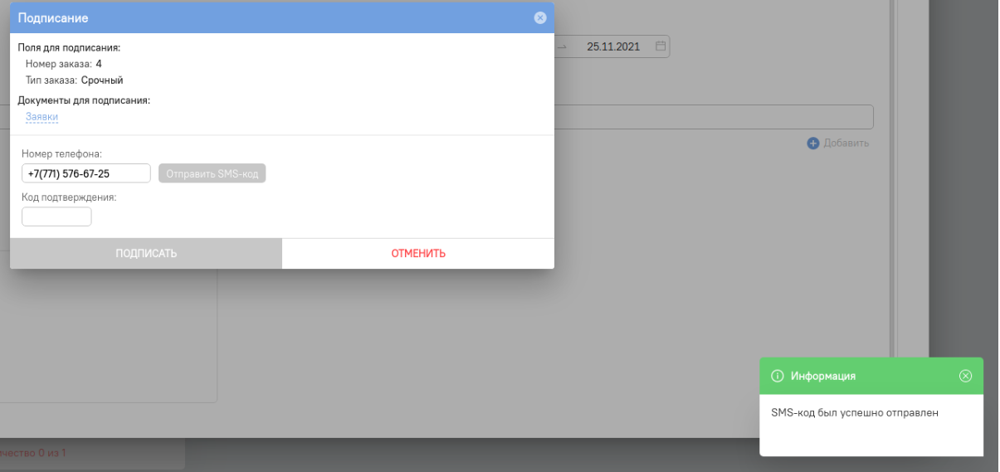 Подписание
Поля для подписания:
Номер заказа: 4
Тип заказа: Срочный
Документы для подписания:
Заявки
Номер телефона:
+7(771) 576-67-25
Отправить SMS-код
Код подтверждения:
ПОДПИСАТЬ
ОТМЕНИТЬ
→ 25.11.2021
Добавить
Информация
SMS-код был успешно отправлен
0 из 1